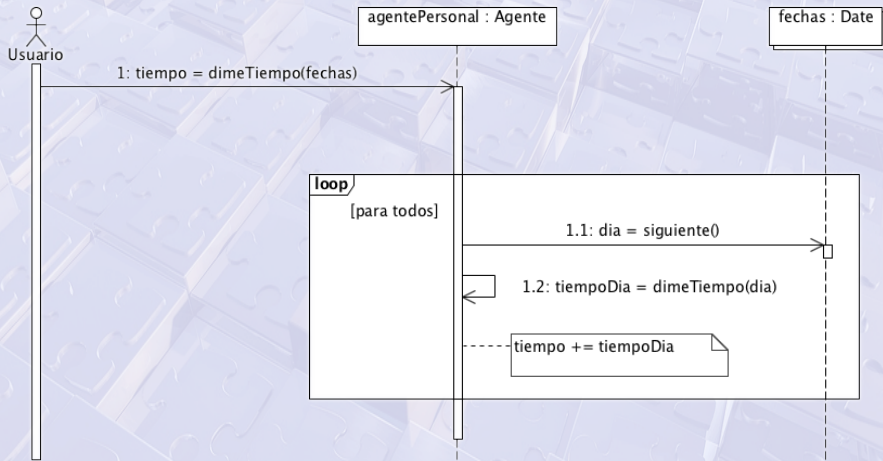 agentePersonal : Agente
fechas : Date
Usuario
1: tiempo = dimeTiempo(fechas)
loop
[para todos]
1.1: dia = siguiente()
1.2: tiempoDia = dimeTiempo(dia)
tiempo += tiempoDia